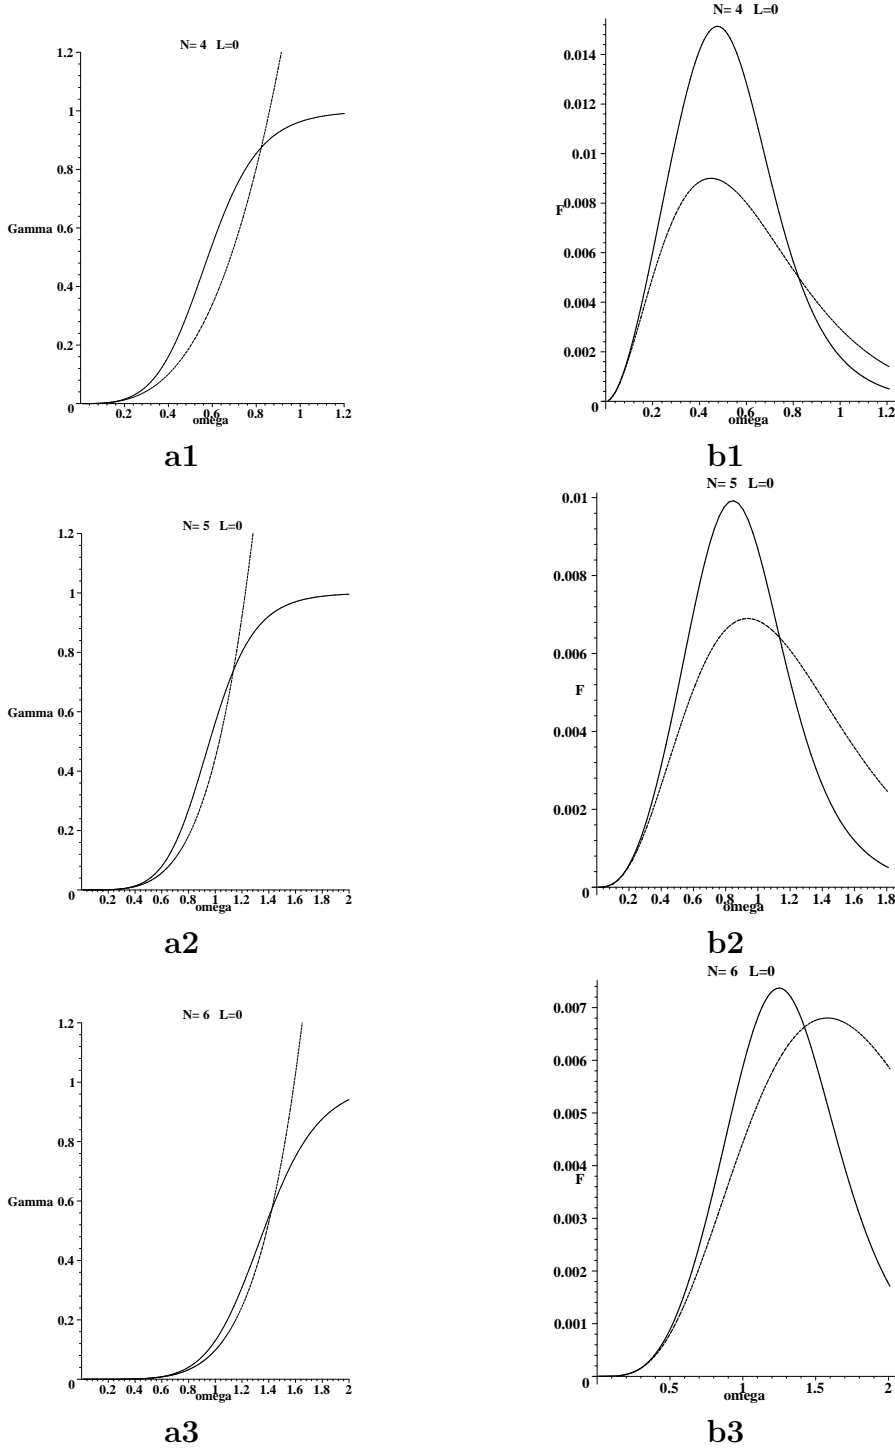 N= 4 L=0
1.2
1
0.8
Gamma 0.6
0.4
0.2
0
0.2 0.4 0.6 0.8 1 1.2
omega
a1
N= 4 L=0
0.014
0.012
0.01
F 0.008
0.006
0.004
0.002
0
0.2 0.4 0.6 0.8 1 1.2
omega
b1
N= 5 L=0
1.2
1
0.8
Gamma 0.6
0.4
0.2
0
0.2 0.4 0.6 0.8 1 1.2 1.4 1.6 1.8 2
omega
a2
N= 5 L=0
0.01
0.008
0.006
F
0.004
0.002
0
0.2 0.4 0.6 0.8 1 1.2 1.4 1.6 1.8
omega
b2
N= 6 L=0
1.2
1
0.8
Gamma 0.6
0.4
0.2
0
0.2 0.4 0.6 0.8 1 1.2 1.4 1.6 1.8 2
omega
a3
N= 6 L=0
0.007
0.006
0.005
0.004
F
0.003
0.002
0.001
0
0.5 1 1.5 2
omega
b3